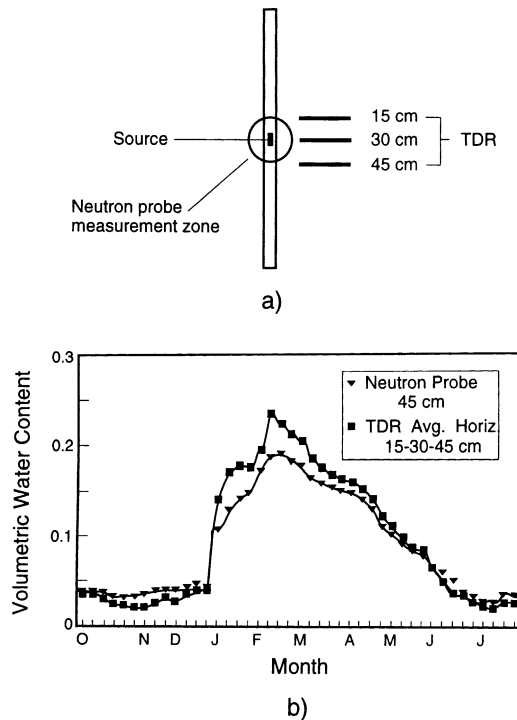 15 cm
Source
30 cm
TDR
45 cm
Neutron probe
measurement zone
a)
0.3
Neutron Probe
45 cm
TDR Avg. Horiz.
15-30-45 cm
0.2
0.1
0
Volumetric Water Content
O N D J F M A M J J
Month
b)